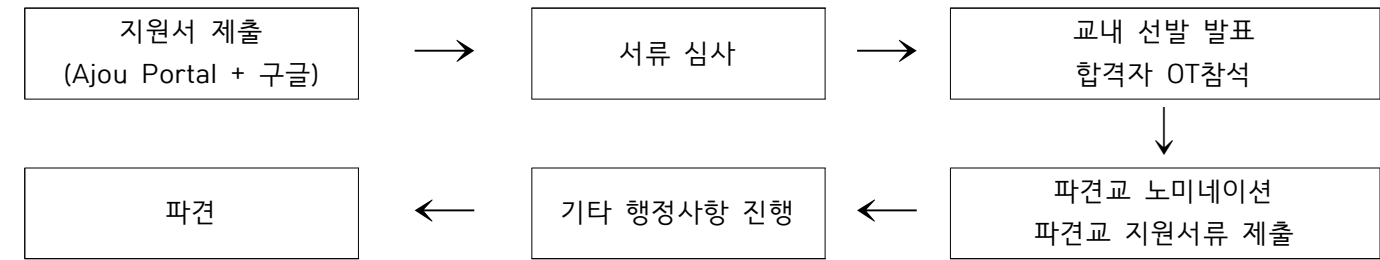 지원서 제출
(Ajou Portal + 구글)
서류 심사
교내 선발 발표
합격자 OT참석
파견교 노미네이션
파견교 지원서류 제출
기타 행정사항 진행
파견